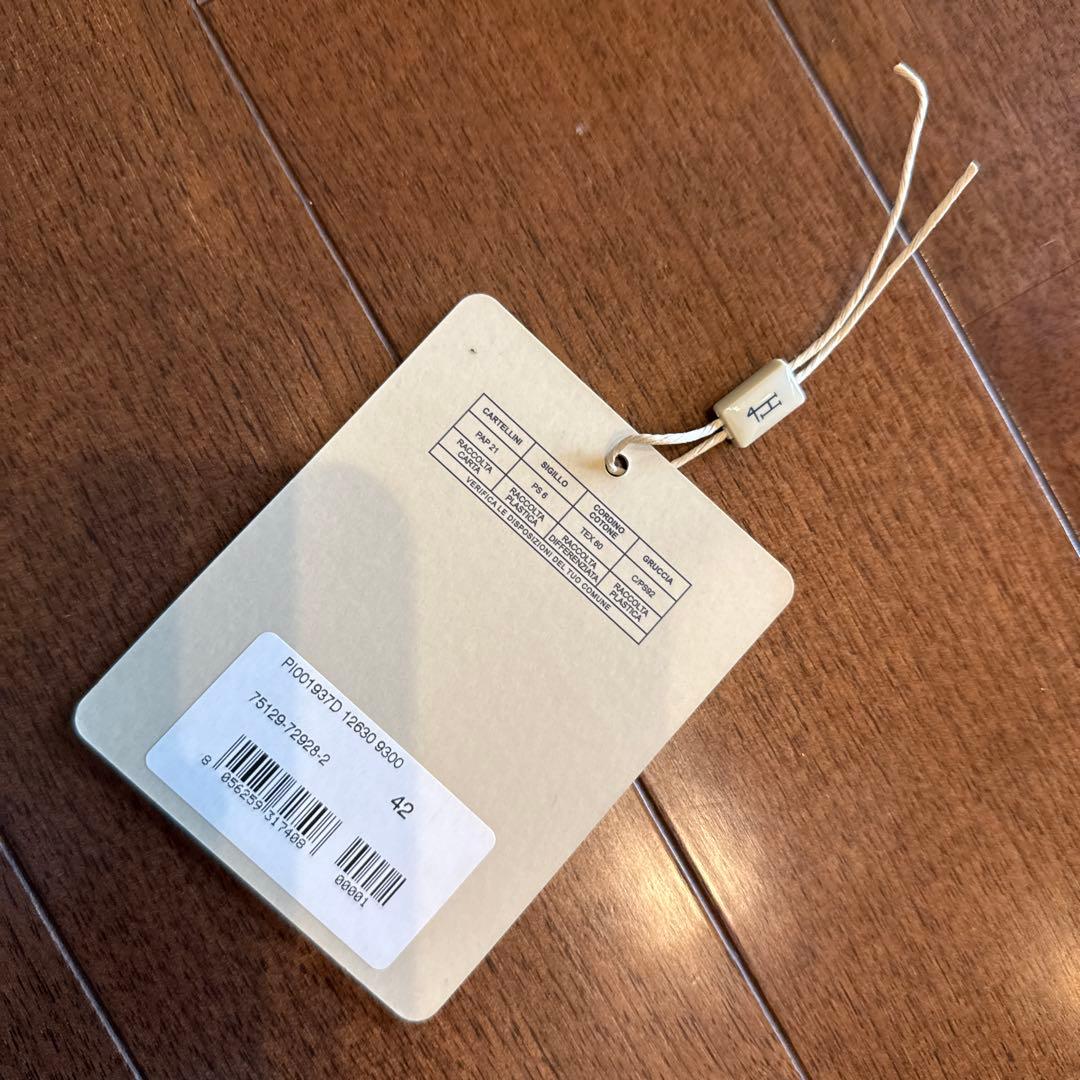 CARTELLINI SIGILLO CORDINO COTONE GRUCCIA
PAP 21 PS 6 TEX 60 C/PS92
RACCOLTA CARTA RACCOLTA PLASTICA RACCOLTA DIFFERENZIATA RACCOLTA PLASTICA
VERIFICA LE DISPOSIZIONI DEL TUO COMUNE
PI001937D 12630 9300
75129-72928-2
42
8 056259 317408
00001
H